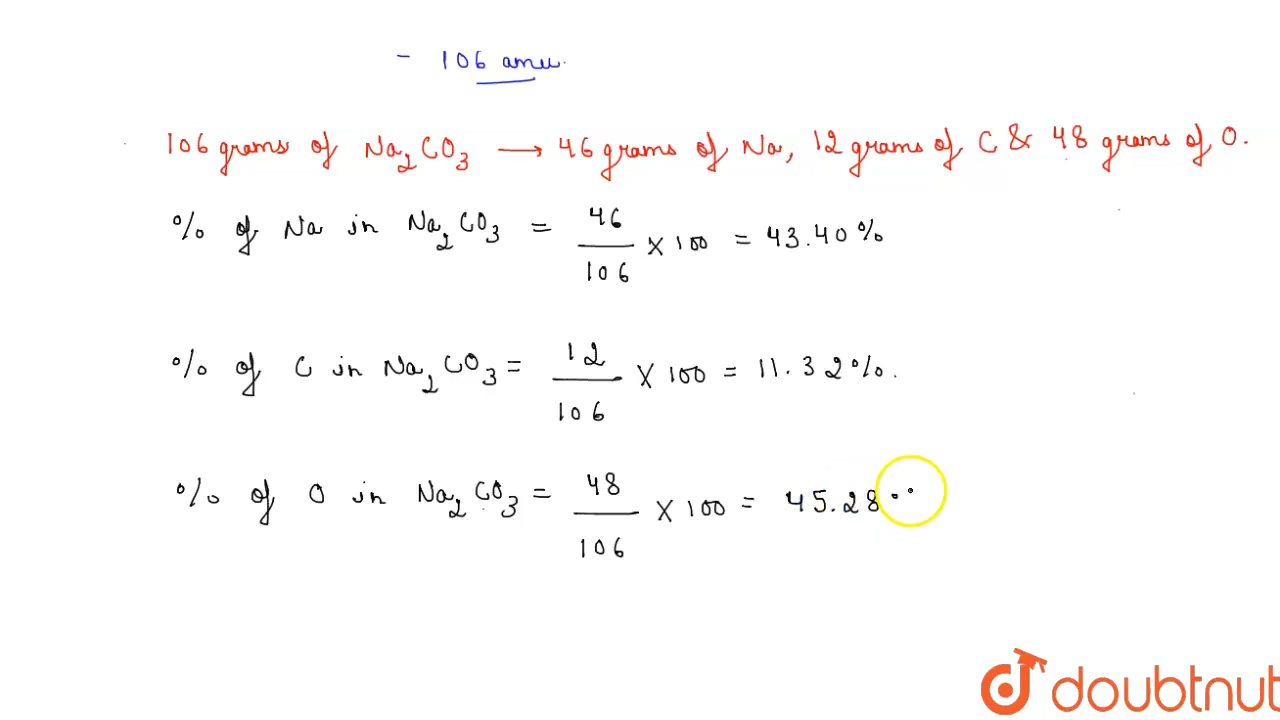 - 106 amu.
106 grams of Na₂CO₃ → 46 grams of Na, 12 grams of C & 48 grams of O.
% of Na in Na₂CO₃ = 46/106 × 100 = 43.40%
% of C in Na₂CO₃ = 12/106 × 100 = 11.32%.
% of O in Na₂CO₃ = 48/106 × 100 = 45.28
doubtnut